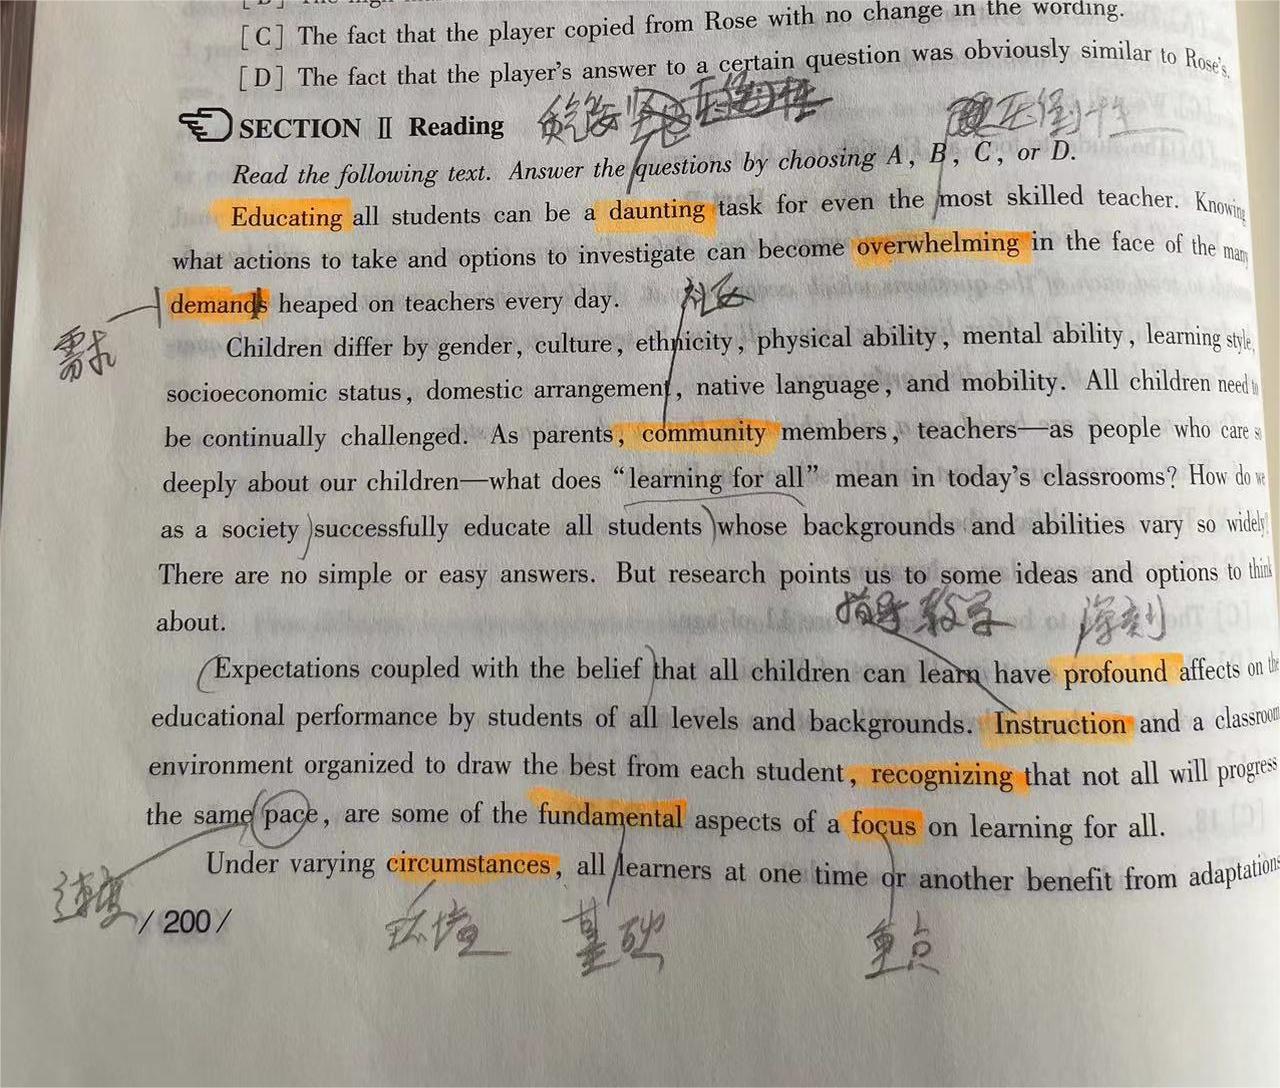 [C] The fact that the player copied from Rose with no change in the wording.
[D] The fact that the player's answer to a certain question was obviously similar to Rose's.
SECTION Ⅱ Reading
压倒性
Read the following text. Answer the questions by choosing A, B, C, or D.
Educating all students can be a daunting task for even the most skilled teacher. Knowing
what actions to take and options to investigate can become overwhelming in the face of the many
demands heaped on teachers every day.
社区
需求
Children differ by gender, culture, ethnicity, physical ability, mental ability, learning style,
socioeconomic status, domestic arrangement, native language, and mobility. All children need to
be continually challenged. As parents, community members, teachers—as people who care so
deeply about our children—what does "learning for all" mean in today's classrooms? How do we
as a society successfully educate all students whose backgrounds and abilities vary so widely?
There are no simple or easy answers. But research points us to some ideas and options to think
about.
指导 教学 深刻
Expectations coupled with the belief that all children can learn have profound affects on the
educational performance by students of all levels and backgrounds. Instruction and a classroom
environment organized to draw the best from each student, recognizing that not all will progress
the same pace, are some of the fundamental aspects of a focus on learning for all.
Under varying circumstances, all learners at one time or another benefit from adaptations
速度
/ 200 /
环境 基础 重点